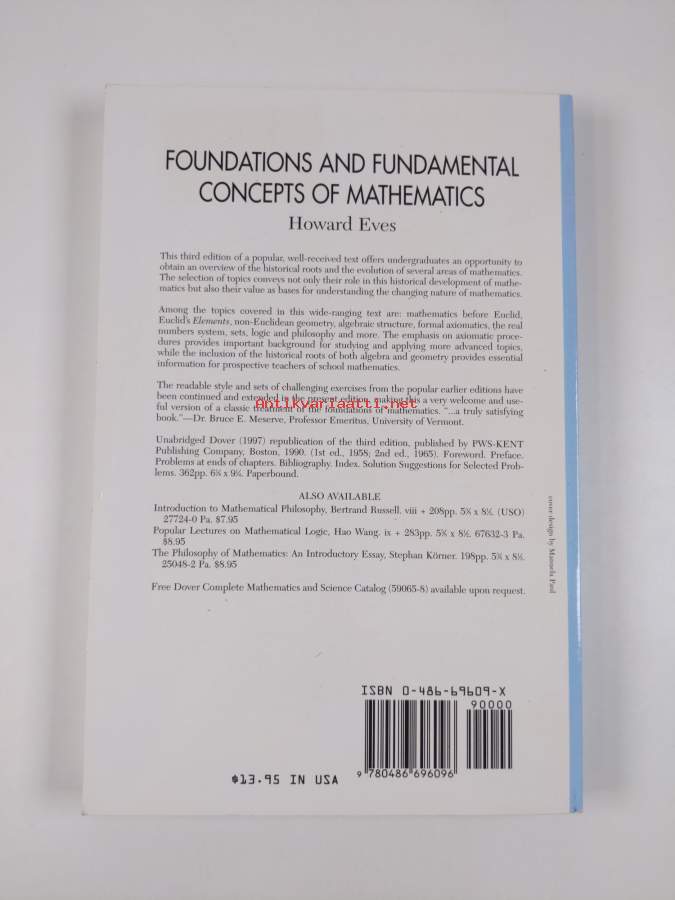 FOUNDATIONS AND FUNDAMENTAL
CONCEPTS OF MATHEMATICS
Howard Eves
This third edition of a popular, well-received text offers undergraduates an opportunity to
obtain an overview of the historical roots and the evolution of several areas of mathematics.
The selection of topics conveys not only their role in this historical development of mathe-
matics but also their value as bases for understanding the changing nature of mathematics.
Among the topics covered in this wide-ranging text are: mathematics before Euclid,
Euclid's Elements, non-Euclidean geometry, algebraic structure, formal axiomatics, the real
numbers system, sets, logic and philosophy and more. The emphasis on axiomatic proce-
dures provides important background for studying and applying more advanced topics,
while the inclusion of the historical roots of both algebra and geometry provides essential
information for prospective teachers of school mathematics.
The readable style and sets of challenging exercises from the popular earlier editions have
been continued and extended in the present edition, making this a very welcome and use-
Antikvariaatti.net
ful version of a classic treatment of the foundations of mathematics. "...a truly satisfying
book."—Dr. Bruce E. Meserve, Professor Emeritus, University of Vermont.
Unabridged Dover (1997) republication of the third edition, published by PWS-KENT
Publishing Company, Boston, 1990. (1st ed., 1958; 2nd ed., 1965). Foreword. Preface.
Problems at ends of chapters. Bibliography. Index. Solution Suggestions for Selected Prob-
lems. 362pp. 6⅛ x 9¼. Paperbound.
ALSO AVAILABLE
Introduction to Mathematical Philosophy, Bertrand Russell. viii + 208pp. 5⅜ x 8½. (USO)
27724-0 Pa. $7.95
Popular Lectures on Mathematical Logic, Hao Wang. ix + 283pp. 5⅜ x 8½. 67632-3 Pa.
$8.95
The Philosophy of Mathematics: An Introductory Essay, Stephan Körner. 198pp. 5⅜ x 8½.
25048-2 Pa. $8.95
Free Dover Complete Mathematics and Science Catalog (59065-8) available upon request.
cover design by Manuela Paul
ISBN 0-486-69609-X
90000
9 780486 696096
$13.95 IN USA